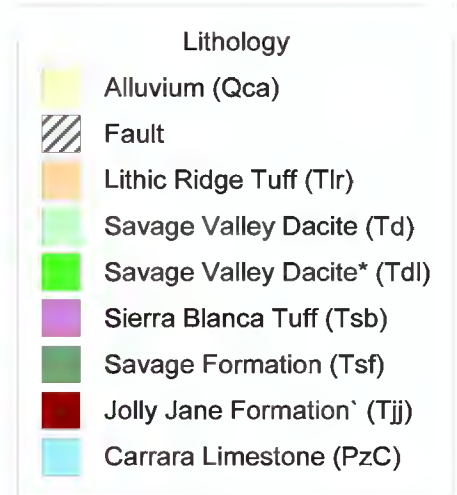 Lithology
Alluvium (Qca)
Fault
Lithic Ridge Tuff (Tlr)
Savage Valley Dacite (Td)
Savage Valley Dacite* (Tdl)
Sierra Blanca Tuff (Tsb)
Savage Formation (Tsf)
Jolly Jane Formation` (Tjj)
Carrara Limestone (PzC)